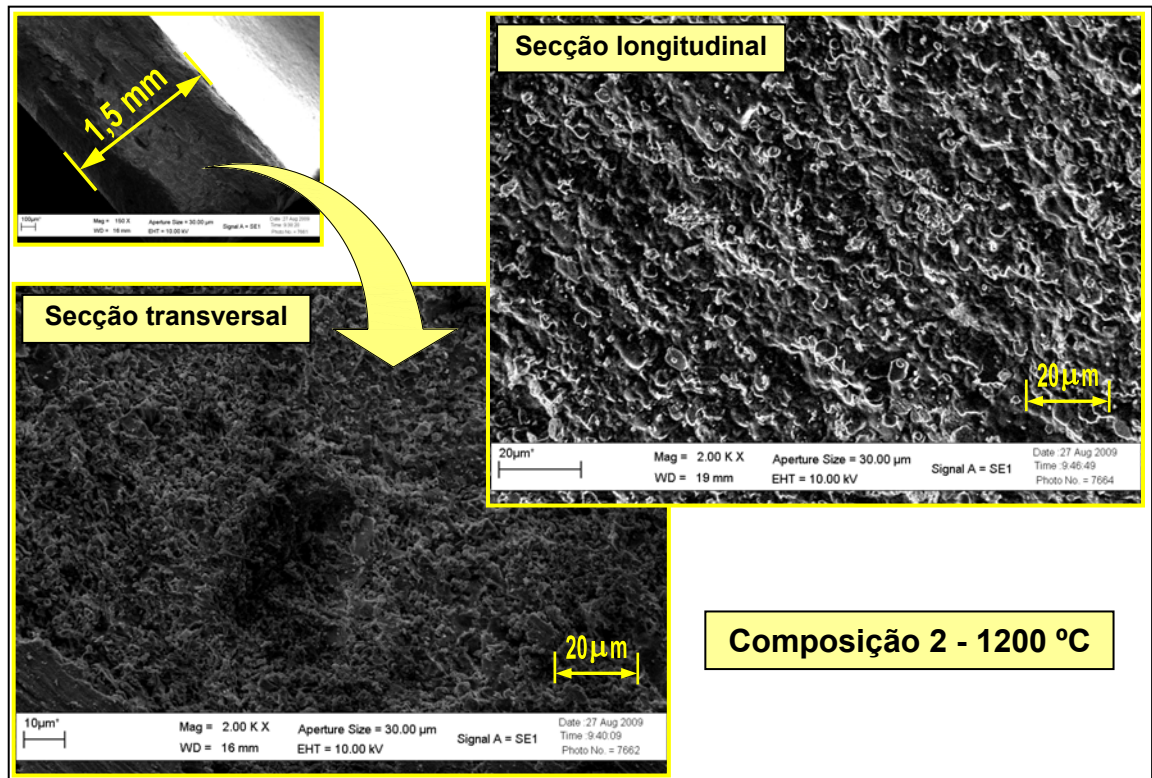 1,5 mm
100µm*
Mag = 150 X
Aperture Size = 30.00 µm
Signal A = SE1
Date :27 Aug 2009
WD = 16 mm
EHT = 10.00 kV
Photo No. = 7661
Secção longitudinal
20µm
20µm*
Mag = 2.00 K X
Aperture Size = 30.00 µm
Signal A = SE1
Date :27 Aug 2009
Time :9:46:49
WD = 19 mm
EHT = 10.00 kV
Photo No. = 7664
Secção transversal
20µm
10µm*
Mag = 2.00 K X
Aperture Size = 30.00 µm
Signal A = SE1
Date :27 Aug 2009
Time :9:40:09
WD = 16 mm
EHT = 10.00 kV
Photo No. = 7662
Composição 2 - 1200 ºC